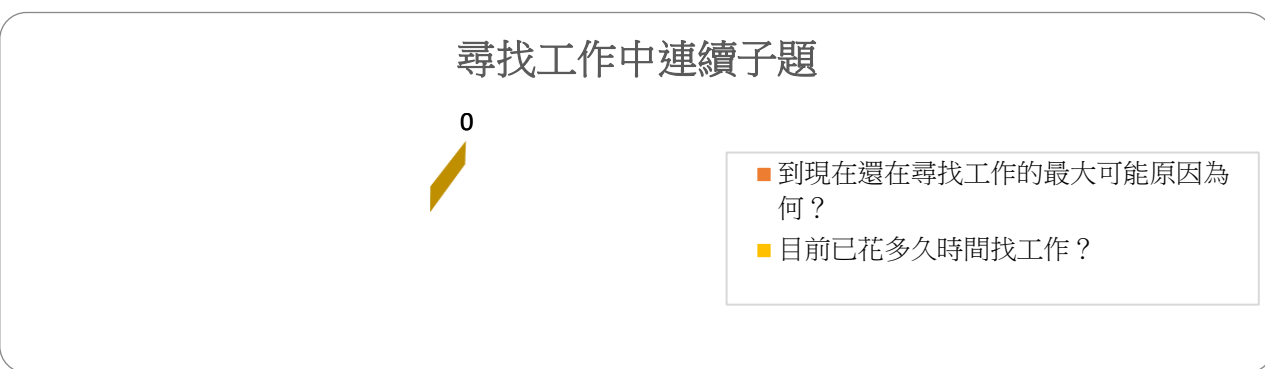 尋找工作中連續子題
0
到現在還在尋找工作的最大可能原因為
何？
目前已花多久時間找工作？